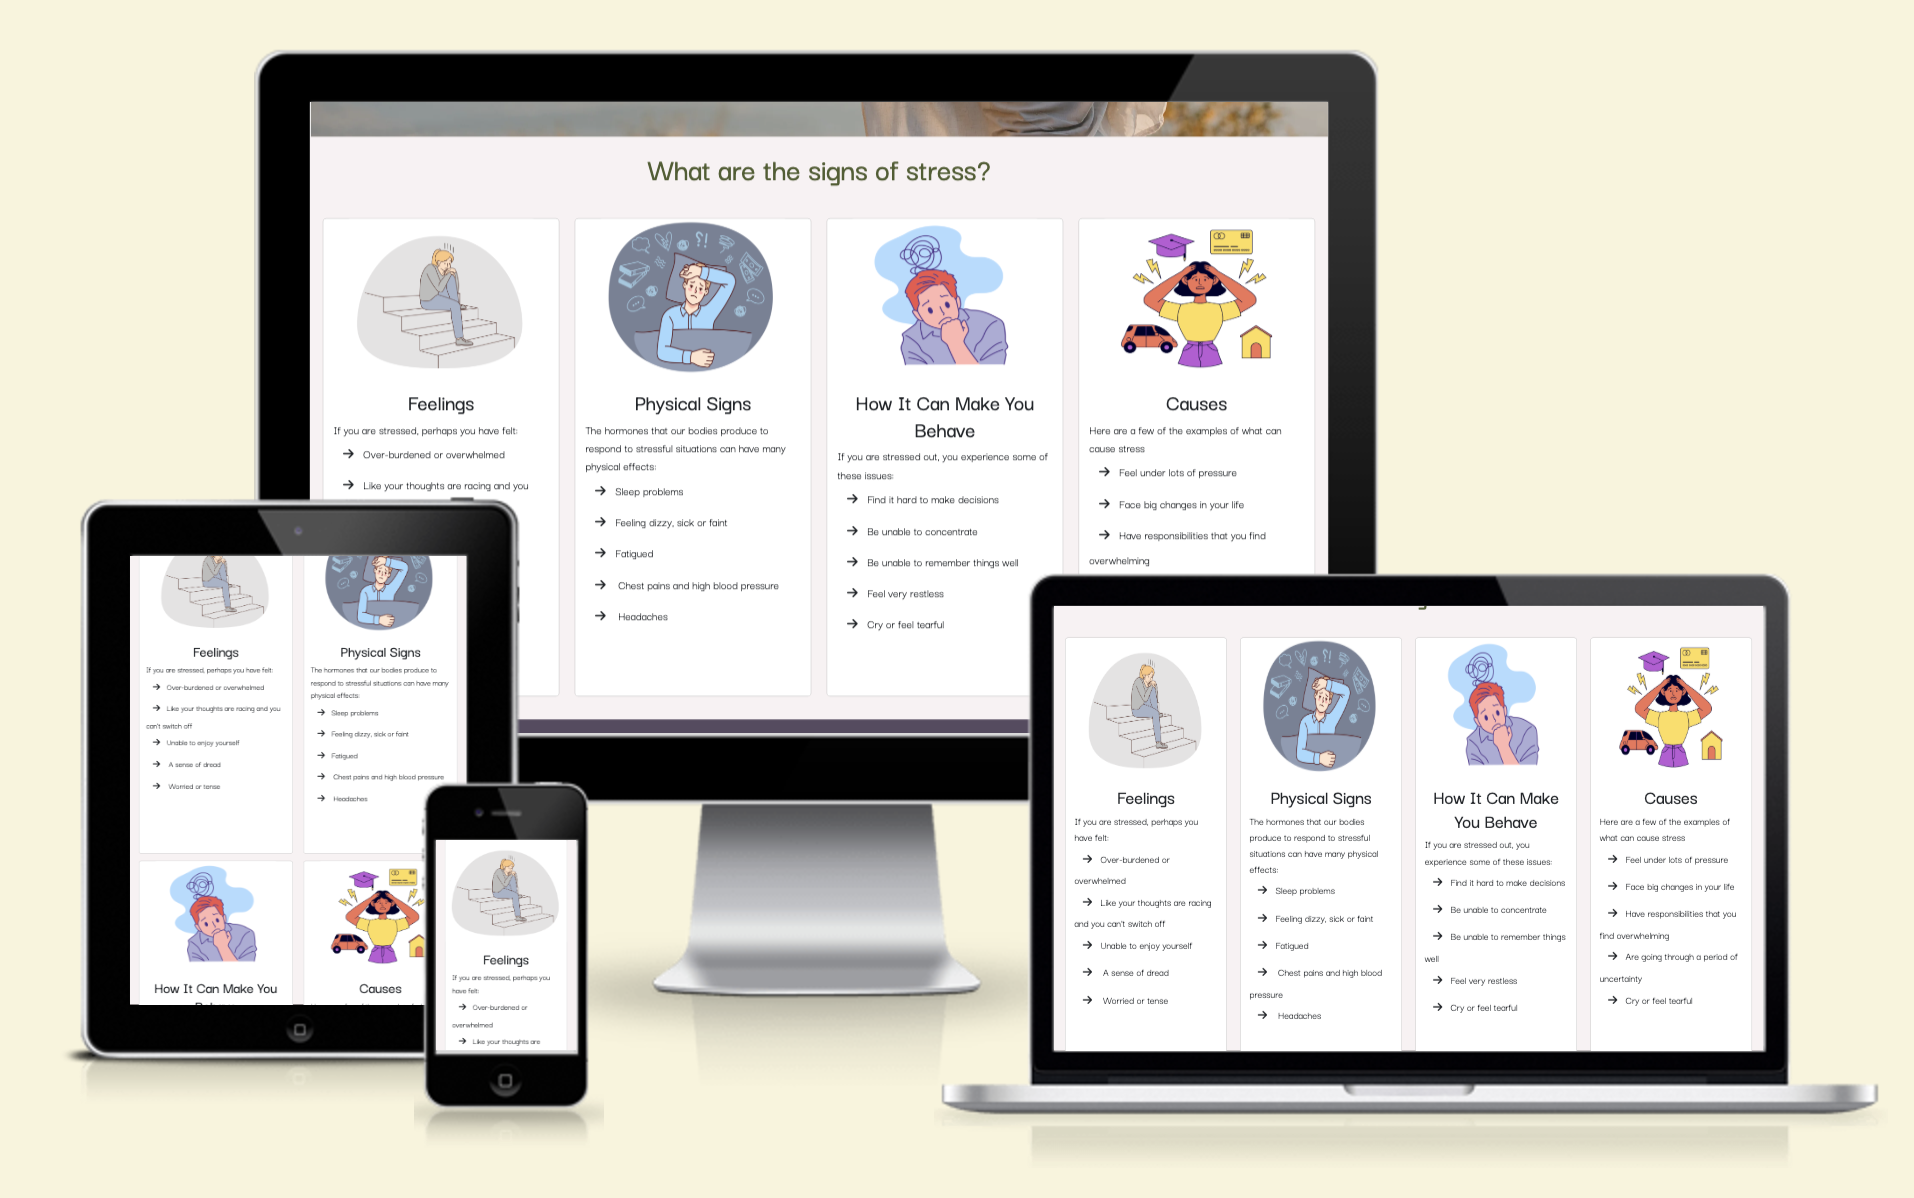 What are the signs of stress?
Feelings
If you are stressed, perhaps you have felt:
Over-burdened or overwhelmed
Like your thoughts are racing and you
Physical Signs
The hormones that our bodies produce to
respond to stressful situations can have many
physical effects:
Sleep problems
Feeling dizzy, sick or faint
Fatigued
Chest pains and high blood pressure
Headaches
How It Can Make You
Behave
If you are stressed out, you experience some of
these issues:
Find it hard to make decisions
Be unable to concentrate
Be unable to remember things well
Feel very restless
Cry or feel tearful
Causes
Here are a few of the examples of what can
cause stress
Feel under lots of pressure
Face big changes in your life
Have responsibilities that you find
overwhelming
Feelings
If you are stressed, perhaps you have felt:
Over-burdened or overwhelmed
Like your thoughts are racing and you
can't switch off
Unable to enjoy yourself
A sense of dread
Worried or tense
Physical Signs
The hormones that our bodies produce to
respond to stressful situations can have many
physical effects:
Sleep problems
Feeling dizzy, sick or faint
Fatigued
Chest pains and high blood pressure
Headaches
How It Can Make You
Causes
Feelings
If you are stressed, perhaps you
have felt:
Over-burdened or
overwhelmed
Like your thoughts are
Feelings
If you are stressed, perhaps you
have felt:
Over-burdened or
overwhelmed
Like your thoughts are racing
and you can't switch off
Unable to enjoy yourself
A sense of dread
Worried or tense
Physical Signs
The hormones that our bodies
produce to respond to stressful
situations can have many physical
effects:
Sleep problems
Feeling dizzy, sick or faint
Fatigued
Chest pains and high blood
pressure
Headaches
How It Can Make
You Behave
If you are stressed out, you
experience some of these issues:
Find it hard to make decisions
Be unable to concentrate
Be unable to remember things
well
Feel very restless
Cry or feel tearful
Causes
Here are a few of the examples of
what can cause stress
Feel under lots of pressure
Face big changes in your life
Have responsibilities that you
find overwhelming
Are going through a period of
uncertainty
Cry or feel tearful